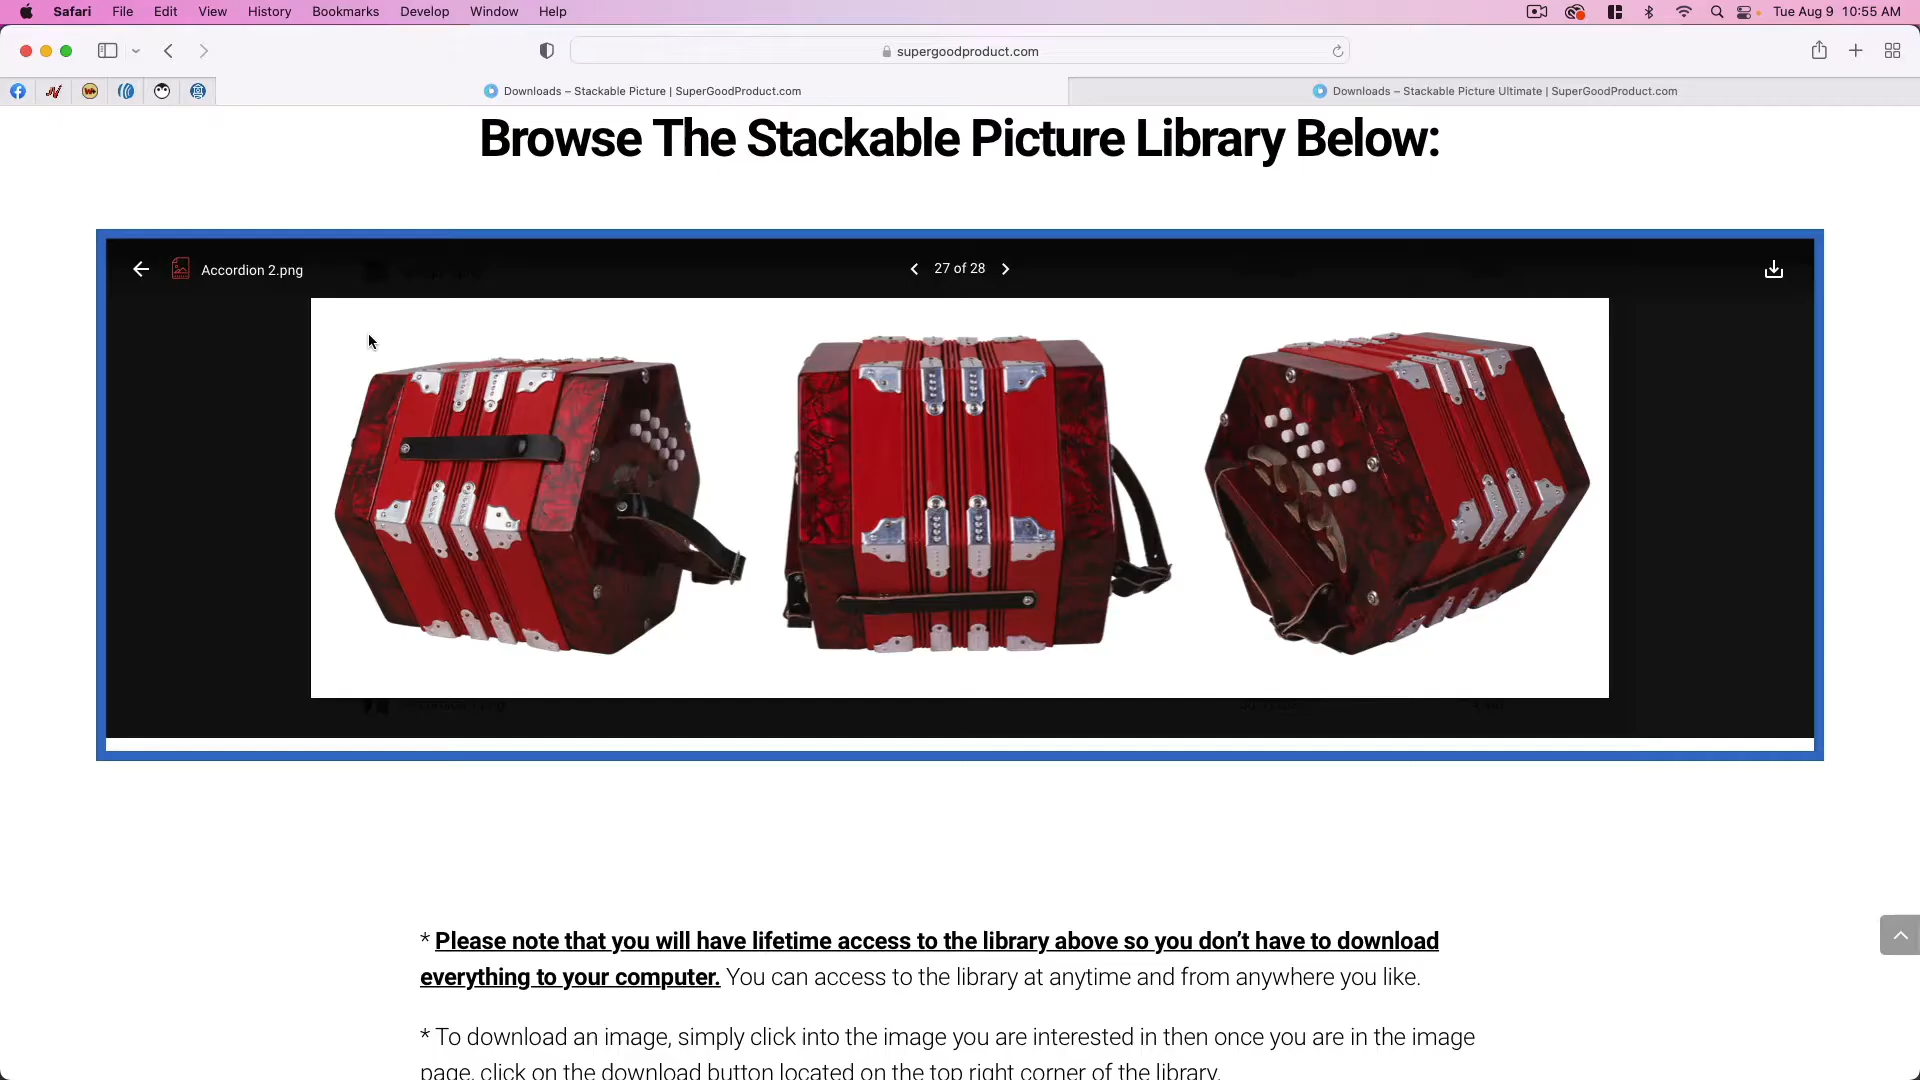 Safari File Edit View History Bookmarks Develop Window Help Tue Aug 9 10:55 AM
supergoodproduct.com
Downloads – Stackable Picture | SuperGoodProduct.com
Downloads – Stackable Picture Ultimate | SuperGoodProduct.com
Browse The Stackable Picture Library Below:
Accordion 2.png
27 of 28
* Please note that you will have lifetime access to the library above so you don’t have to download
everything to your computer. You can access to the library at anytime and from anywhere you like.
* To download an image, simply click into the image you are interested in then once you are in the image
page, click on the download button located on the top right corner of the library.